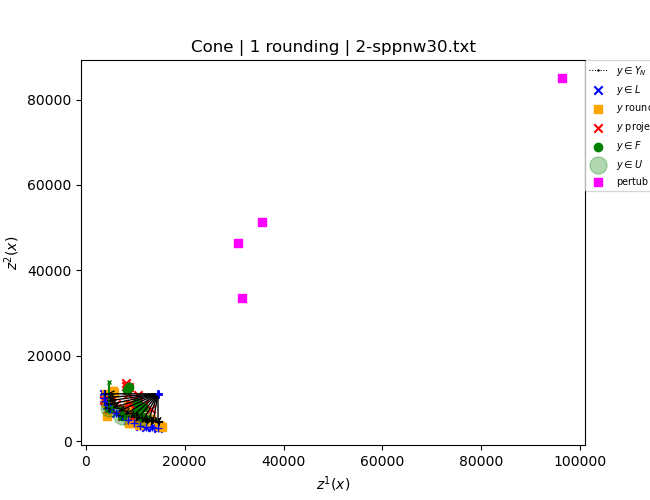 Cone | 1 rounding | 2-sppnw30.txt
80000
60000
40000
20000
0
z²(x)
0
20000
40000
60000
80000
100000
z¹(x)
y ∈ Y_N
y ∈ L
y roun
y proje
y ∈ F
y ∈ U
pertub